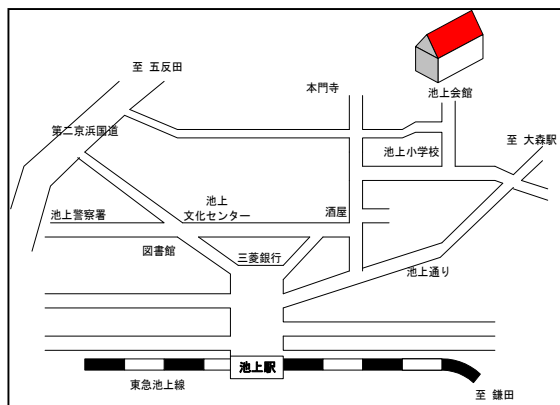 至 五反田
本門寺
池上会館
第二京浜国道
至 大森駅
池上小学校
池上
文化センター
酒屋
池上警察署
図書館
三菱銀行
池上通り
池上駅
東急池上線
至 鎌田